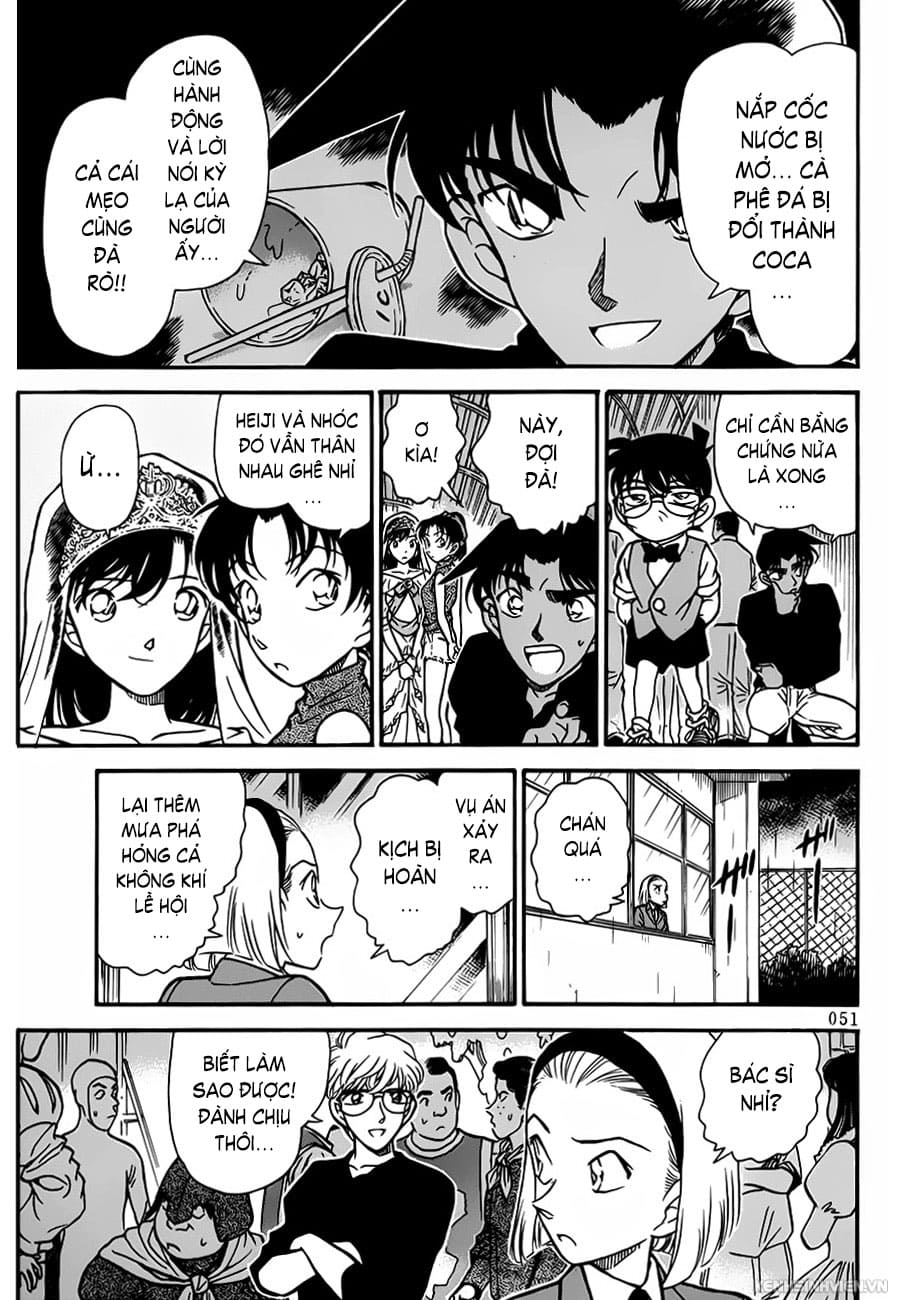 NẮP CỐC
NƯỚC BỊ
MỞ... CÀ
PHÊ ĐÁ BỊ
ĐỔI THÀNH
COCA
...
CÙNG
HÀNH
ĐỘNG
VÀ LỜI
NÓI KỲ
LẠ CỦA
NGƯỜI
ẤY...
CẢ CÁI
MẸO
CŨNG
ĐÃ
RÕ!!
CHỈ CẦN BẰNG
CHỨNG NỮA
LÀ XONG
...
NÀY,
ĐỢI
ĐÃ!
Ơ
KÌA!
HEIJI VÀ NHÓC
ĐÓ VẪN THÂN
NHAU GHÊ NHỈ
...
Ừ...
CHÁN
QUÁ
...
VỤ ÁN
XẢY
RA
...
KỊCH BỊ
HOÃN
...
LẠI THÊM
MƯA PHÁ
HỎNG CẢ
KHÔNG KHÍ
LỄ HỘI
...
051
BÁC SĨ
NHỈ?
BIẾT LÀM
SAO ĐƯỢC!
ĐÀNH CHỊU
THÔI...
KENHSINHVIEN.VN